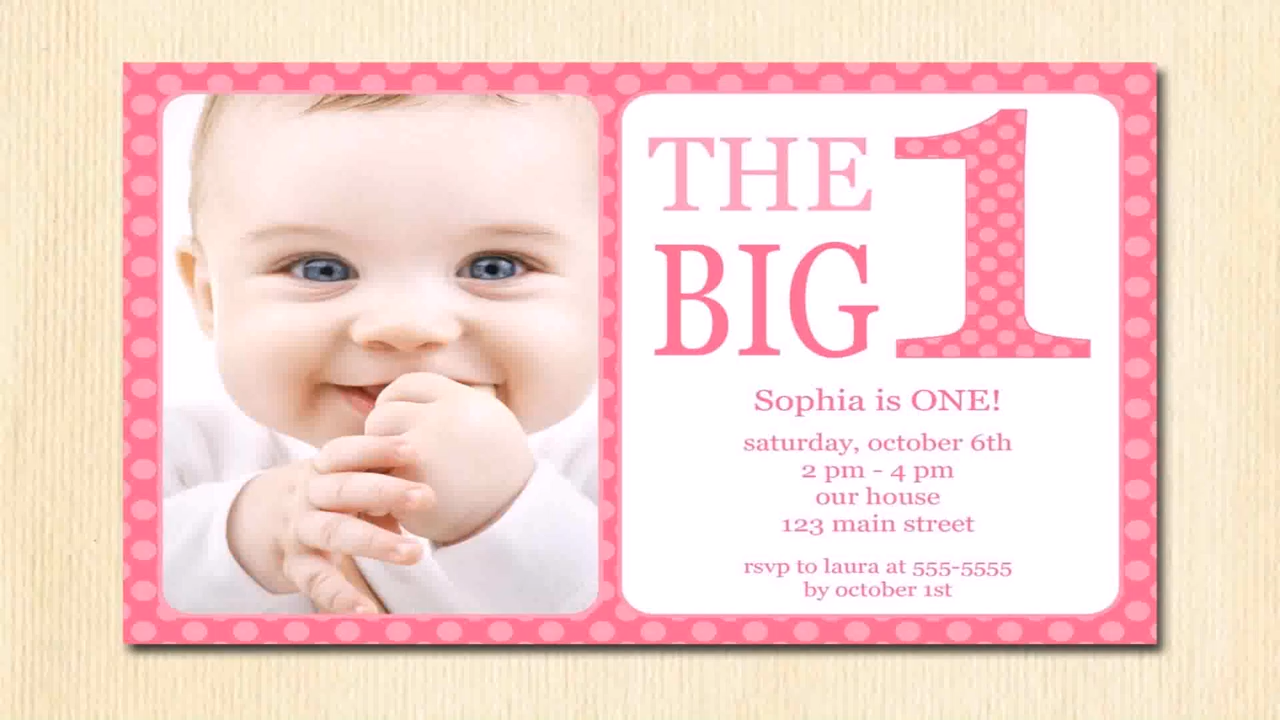 THE
BIG 1
Sophia is ONE!
saturday, october 6th
2 pm - 4 pm
our house
123 main street
rsvp to laura at 555-5555
by october 1st